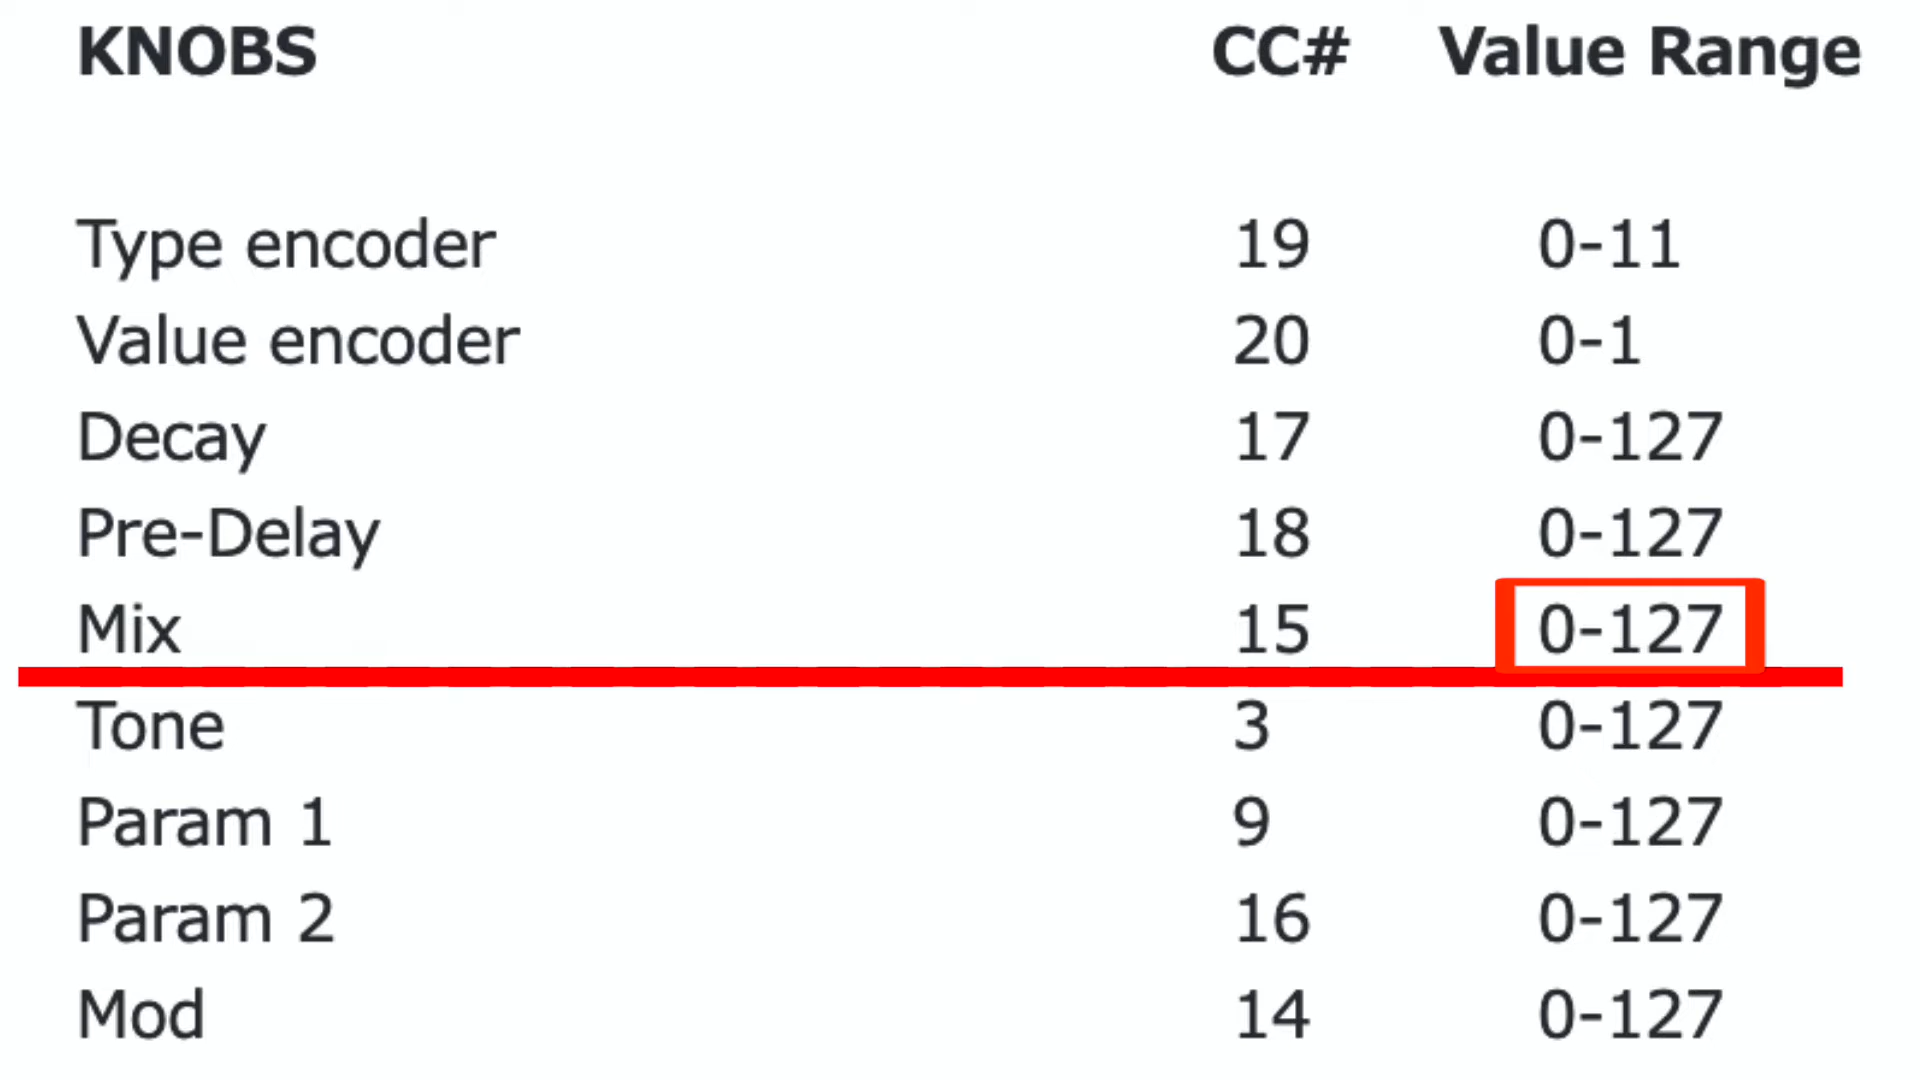 KNOBS CC# Value Range
Type encoder 19 0-11
Value encoder 20 0-1
Decay 17 0-127
Pre-Delay 18 0-127
Mix 15 0-127
Tone 3 0-127
Param 1 9 0-127
Param 2 16 0-127
Mod 14 0-127